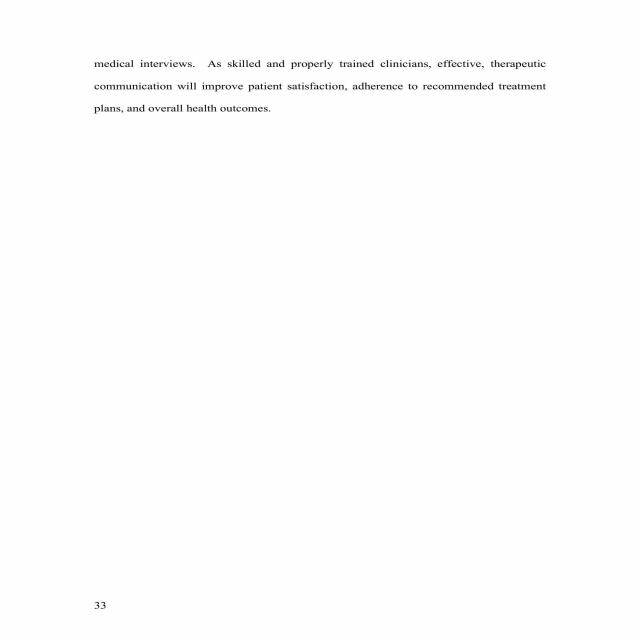 medical interviews. As skilled and properly trained clinicians, effective, therapeutic
communication will improve patient satisfaction, adherence to recommended treatment
plans, and overall health outcomes.
33